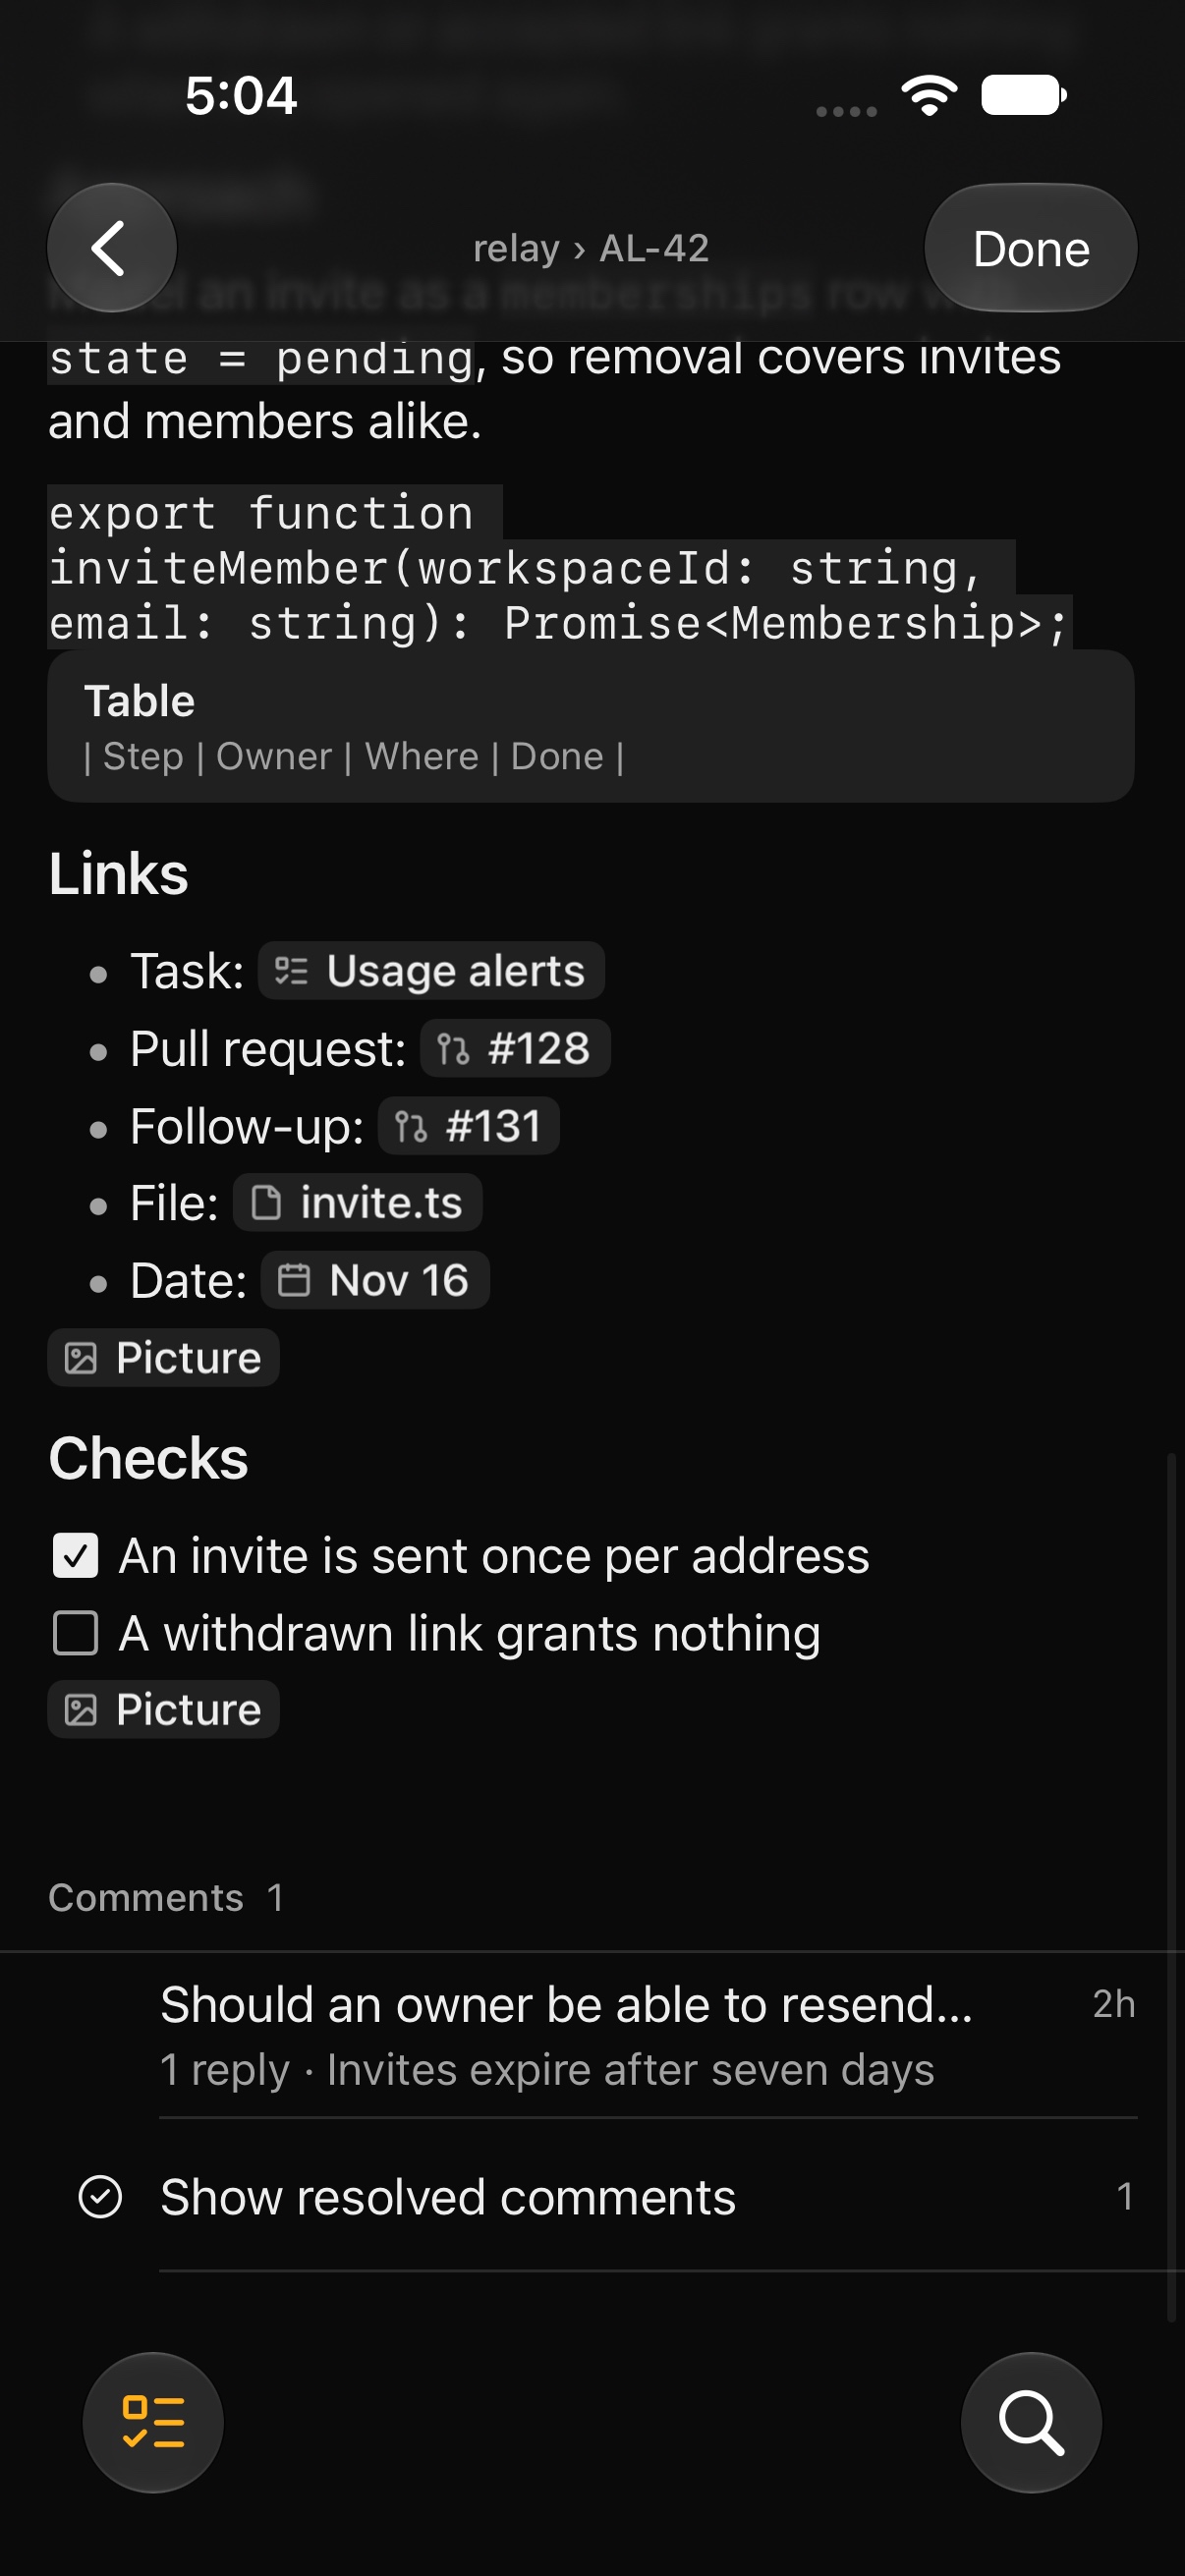 5:04
relay › AL-42
Done
state = pending, so removal covers invites
and members alike.
export function
inviteMember(workspaceId: string,
email: string): Promise<Membership>;
Table
| Step | Owner | Where | Done |
Links
Task: Usage alerts
Pull request: #128
Follow-up: #131
File: invite.ts
Date: Nov 16
Picture
Checks
An invite is sent once per address
A withdrawn link grants nothing
Picture
Comments 1
Should an owner be able to resend... 2h
1 reply · Invites expire after seven days
Show resolved comments 1